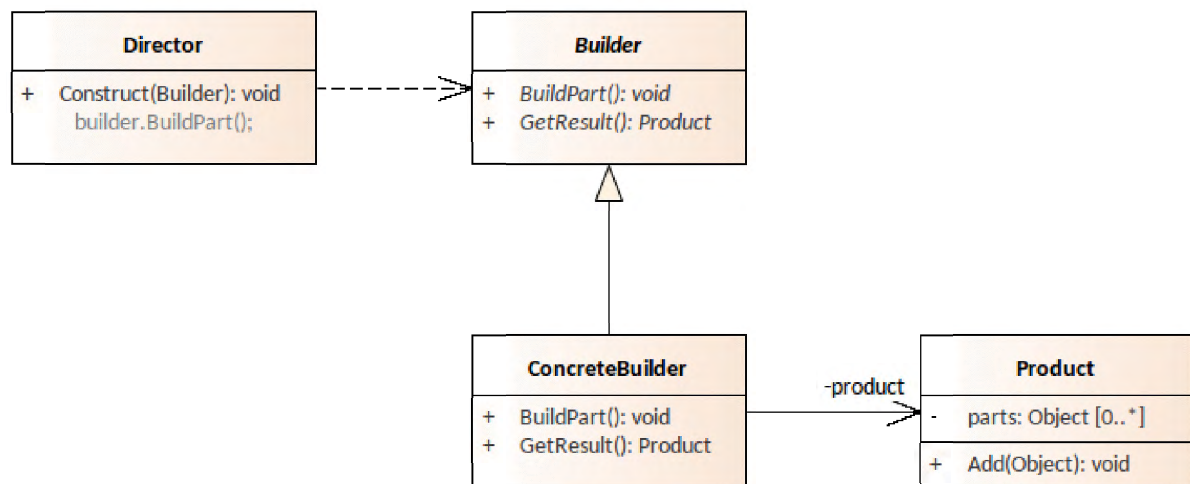 Director
+ Construct(Builder): void
builder.BuildPart();
Builder
+ BuildPart(): void
+ GetResult(): Product
ConcreteBuilder
+ BuildPart(): void
+ GetResult(): Product
-product
Product
- parts: Object [0..*]
+ Add(Object): void